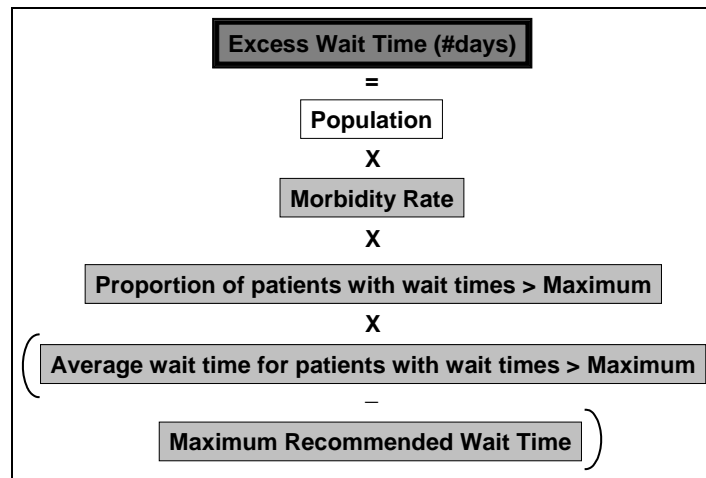 Excess Wait Time (#days)
=
Population
X
Morbidity Rate
X
Proportion of patients with wait times > Maximum
X
(Average wait time for patients with wait times > Maximum
–
Maximum Recommended Wait Time)